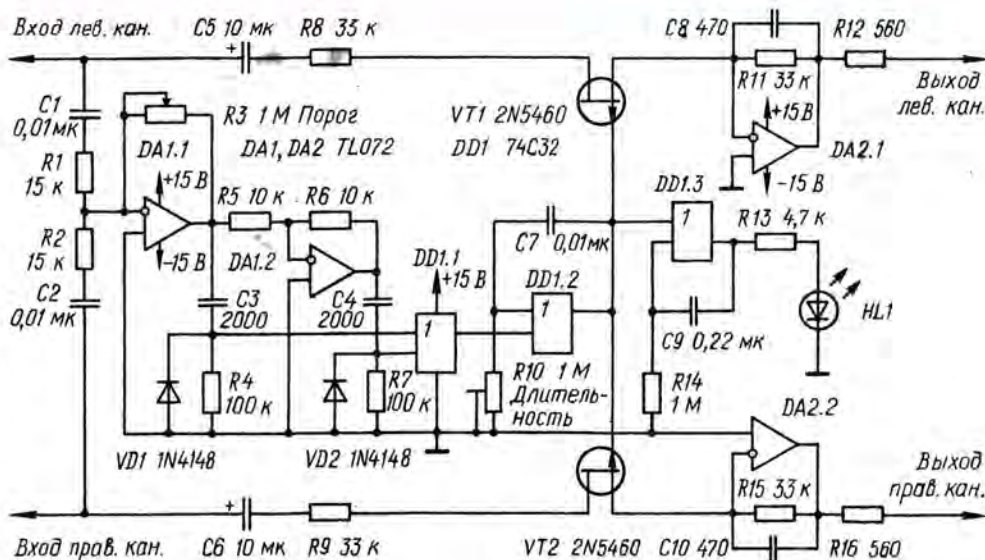 Вход лев. кан.
C5 10 мк
R8 33 к
C8 470
R12 560
R11 33 к
Выход
лев. кан.
C1
0,01 мк
R3 1 М Порог
VT1 2N5460
+15 В
DA1.1
DA1, DA2 TL072
DD1 74C32
DA2.1
R1
15 к
+15 В
R5 10 к
R6 10 к
-15 В
DD1.3
R13 4,7 к
R2
15 к
-15 В
C7
0,01 мк
1
DA1.2
DD1.1
+15 В
DD1.2
C2
0,01 мк
C3
2000
C4
2000
HL1
1
1
C9 0,22 мк
R4
100 к
R7
100 к
R10 1 М
Длитель-
ность
R14
1 М
DA2.2
VD1 1N4148
VD2 1N4148
Выход
прав. кан.
R15 33 к
Вход прав. кан.
C6 10 мк
R9 33 к
VT2 2N5460
C10 470
R16 560